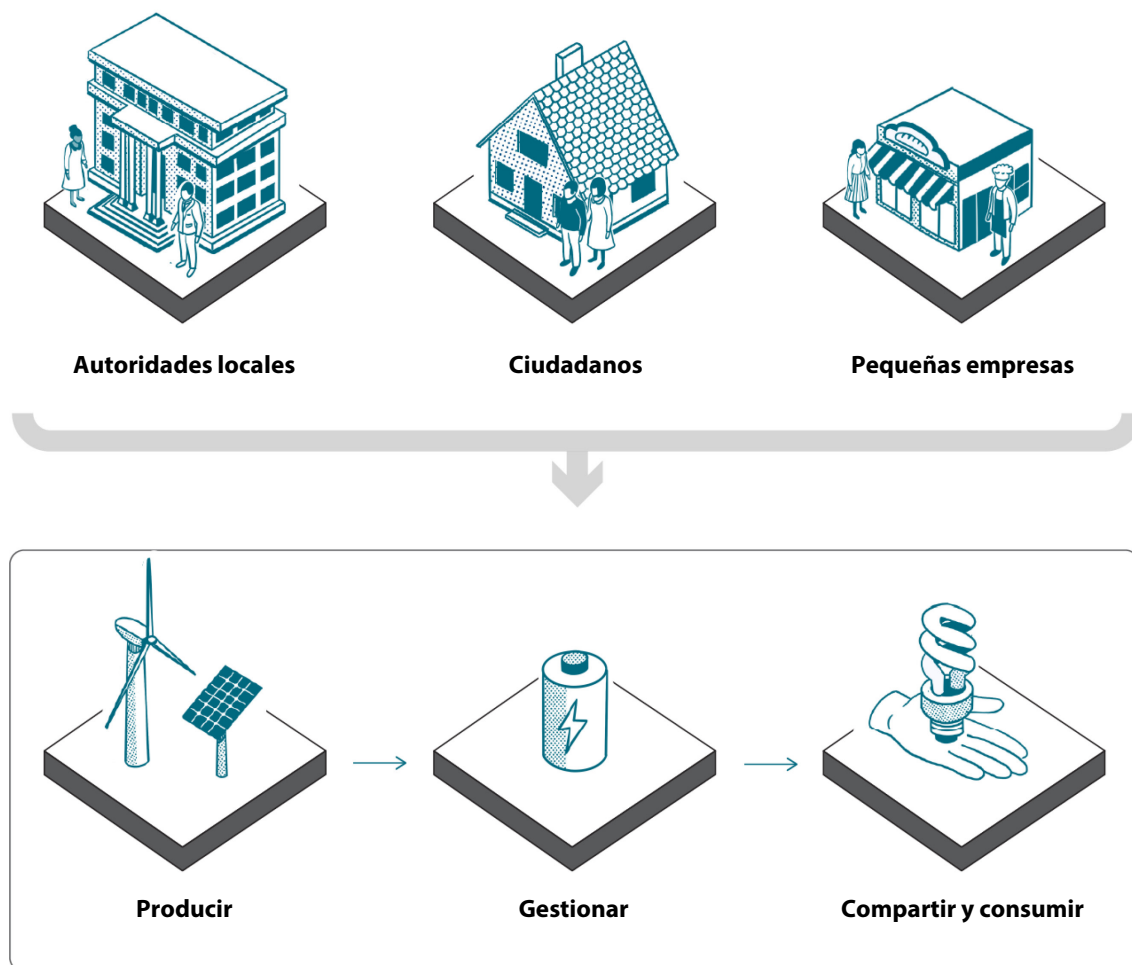 Autoridades locales
Ciudadanos
Pequeñas empresas
Producir
Gestionar
Compartir y consumir